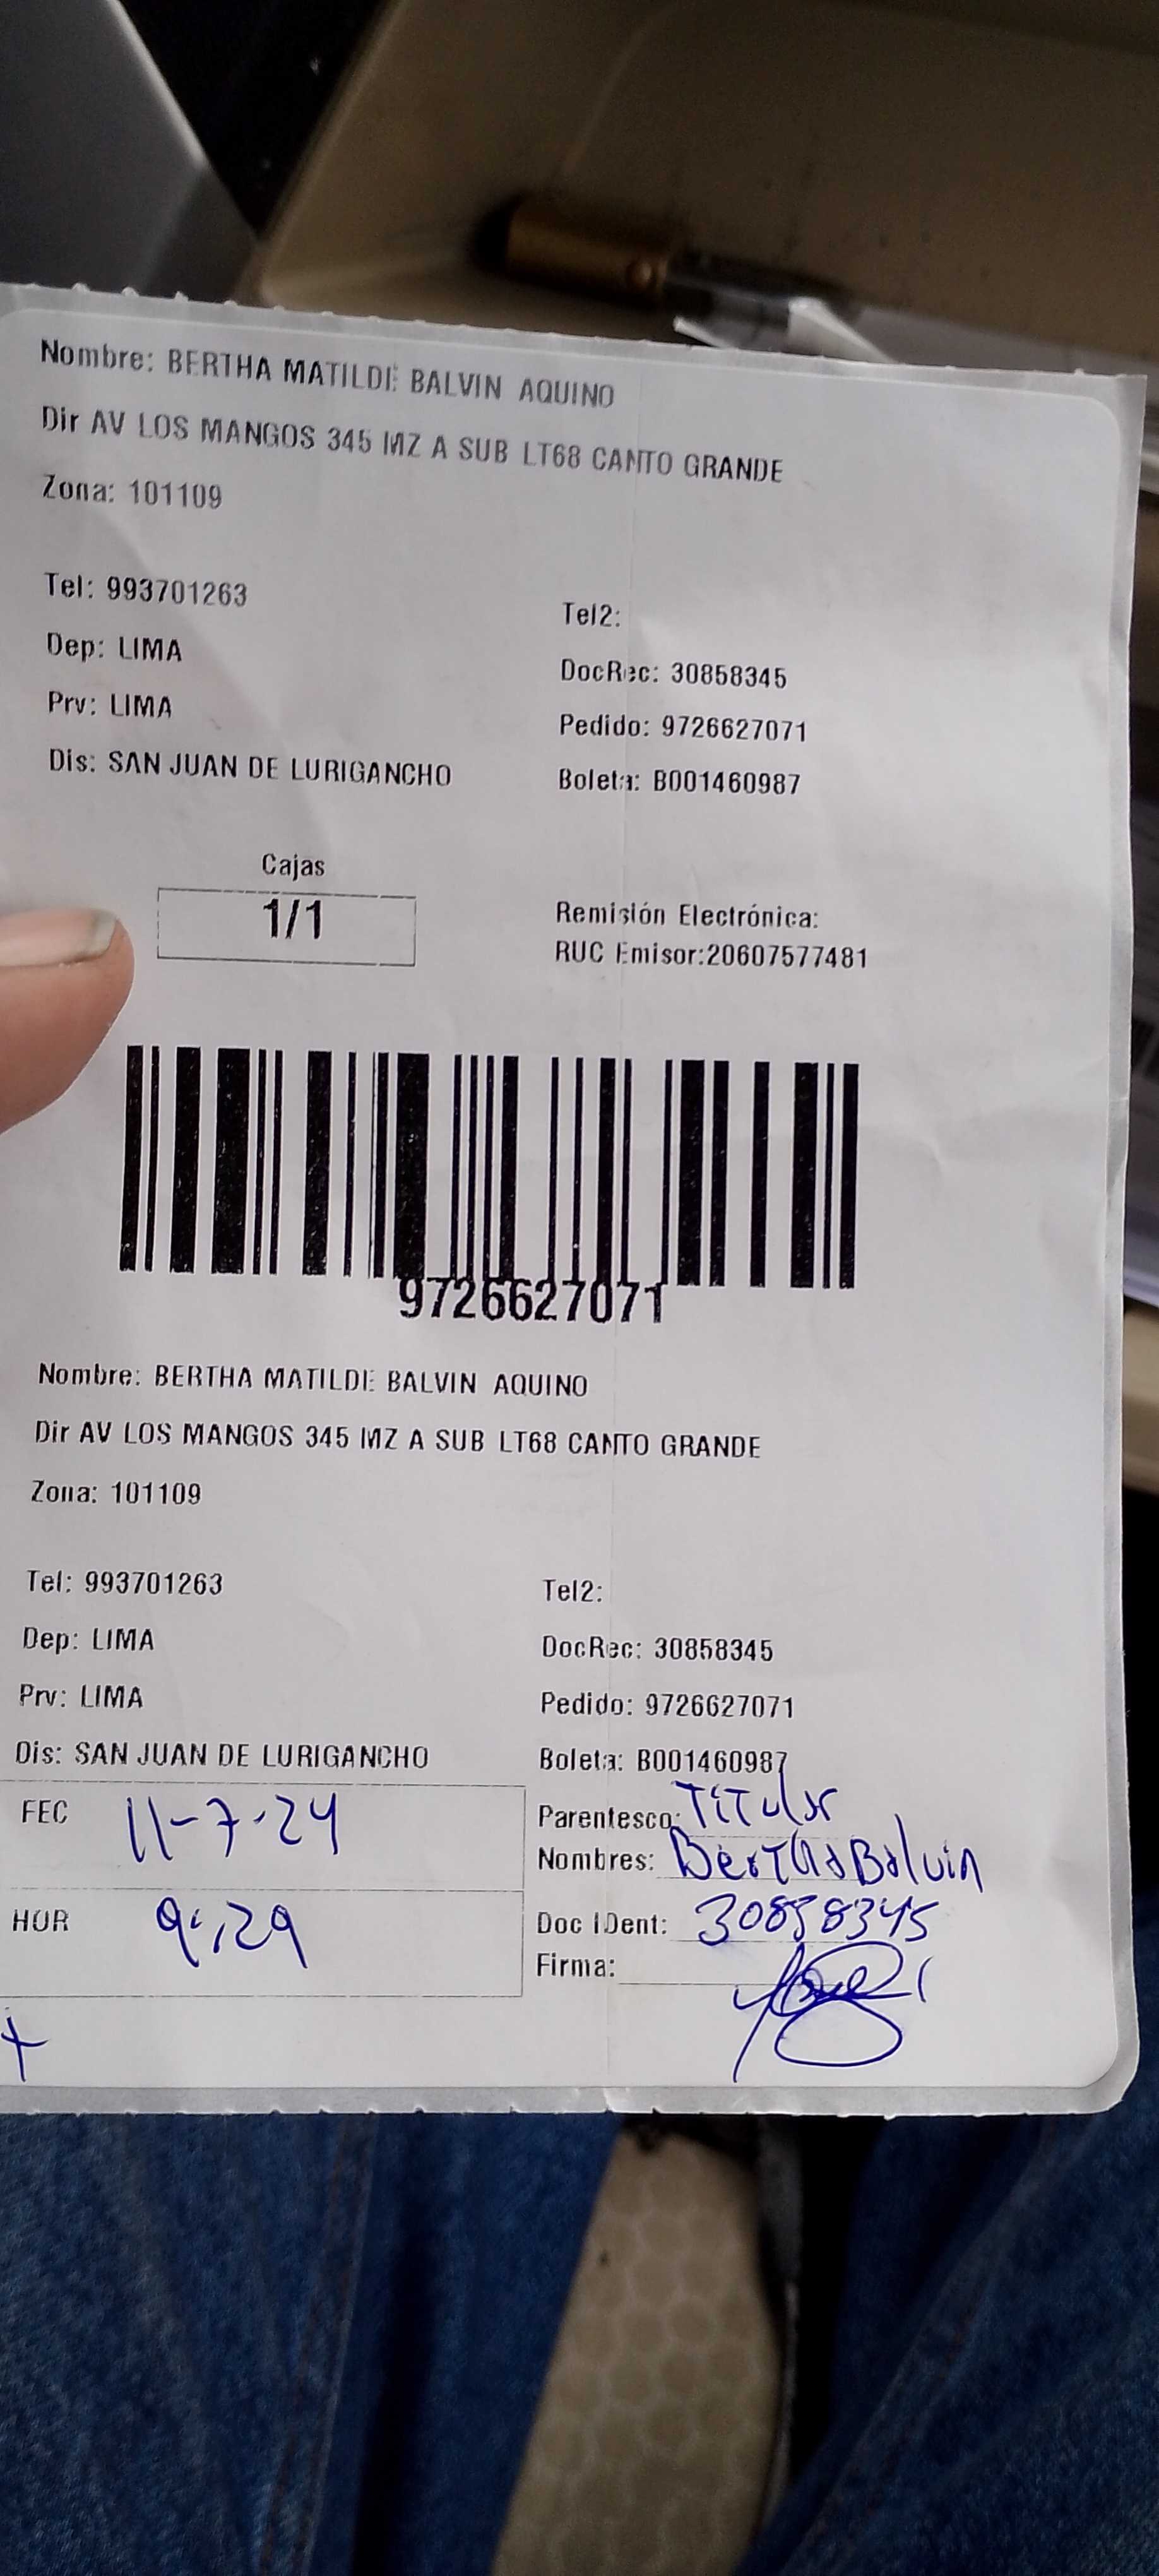 Nombre: BERTHA MATILDE BALVIN AQUINO
Dir AV LOS MANGOS 345 MZ A SUB LT68 CANTO GRANDE
Zona: 101109
Tel: 993701263
Tel2:
Dep: LIMA
DocRec: 30858345
Prv: LIMA
Pedido: 9726627071
Dis: SAN JUAN DE LURIGANCHO
Boleta: B001460987
Cajas
1/1
Remisión Electrónica:
RUC Emisor:20607577481
9726627071
Nombre: BERTHA MATILDE BALVIN AQUINO
Dir AV LOS MANGOS 345 MZ A SUB LT68 CANTO GRANDE
Zona: 101109
Tel: 993701263
Tel2:
Dep: LIMA
DocRec: 30858345
Prv: LIMA
Pedido: 9726627071
Dis: SAN JUAN DE LURIGANCHO
Boleta: B001460987
FEC 11-7-24
Parentesco: Titular
Nombres: Bertha Balvin
HOR 9:29
Doc IDent: 30858345
Firma: